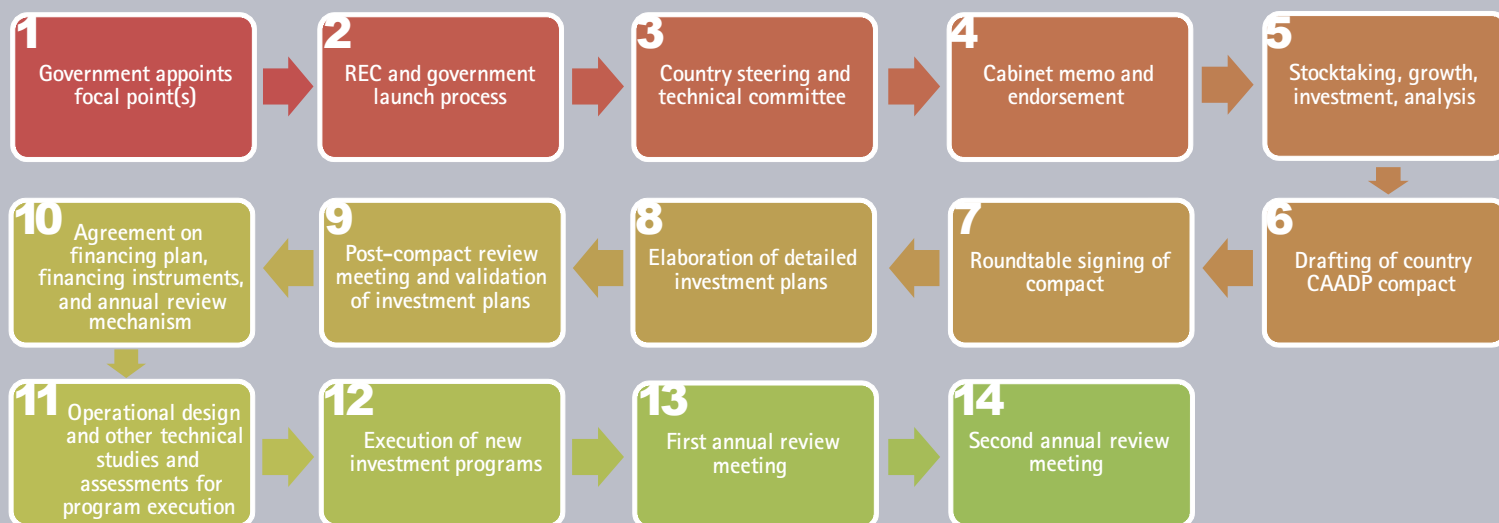 1
Government appoints
focal point(s)
2
REC and government
launch process
3
Country steering and
technical committee
4
Cabinet memo and
endorsement
5
Stocktaking, growth,
investment, analysis
6
Drafting of country
CAADP compact
7
Roundtable signing of
compact
8
Elaboration of detailed
investment plans
9
Post-compact review
meeting and validation
of investment plans
10
Agreement on
financing plan,
financing instruments,
and annual review
mechanism
11
Operational design
and other technical
studies and
assessments for
program execution
12
Execution of new
investment programs
13
First annual review
meeting
14
Second annual review
meeting